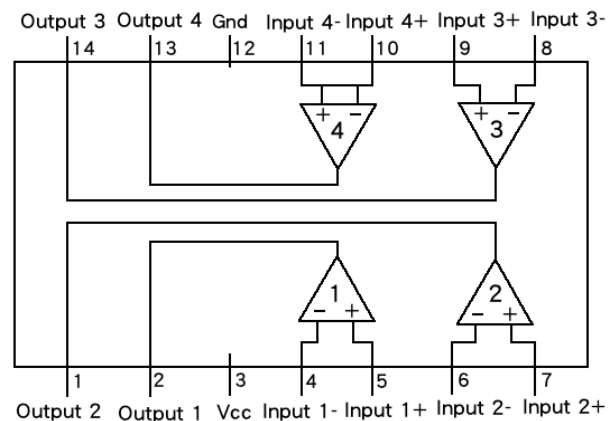 Output 3 Output 4 Gnd Input 4- Input 4+ Input 3+ Input 3-
14 13 12 11 10 9 8
+ - + -
4 3
1 2
- + - +
1 2 3 4 5 6 7
Output 2 Output 1 Vcc Input 1- Input 1+ Input 2- Input 2+